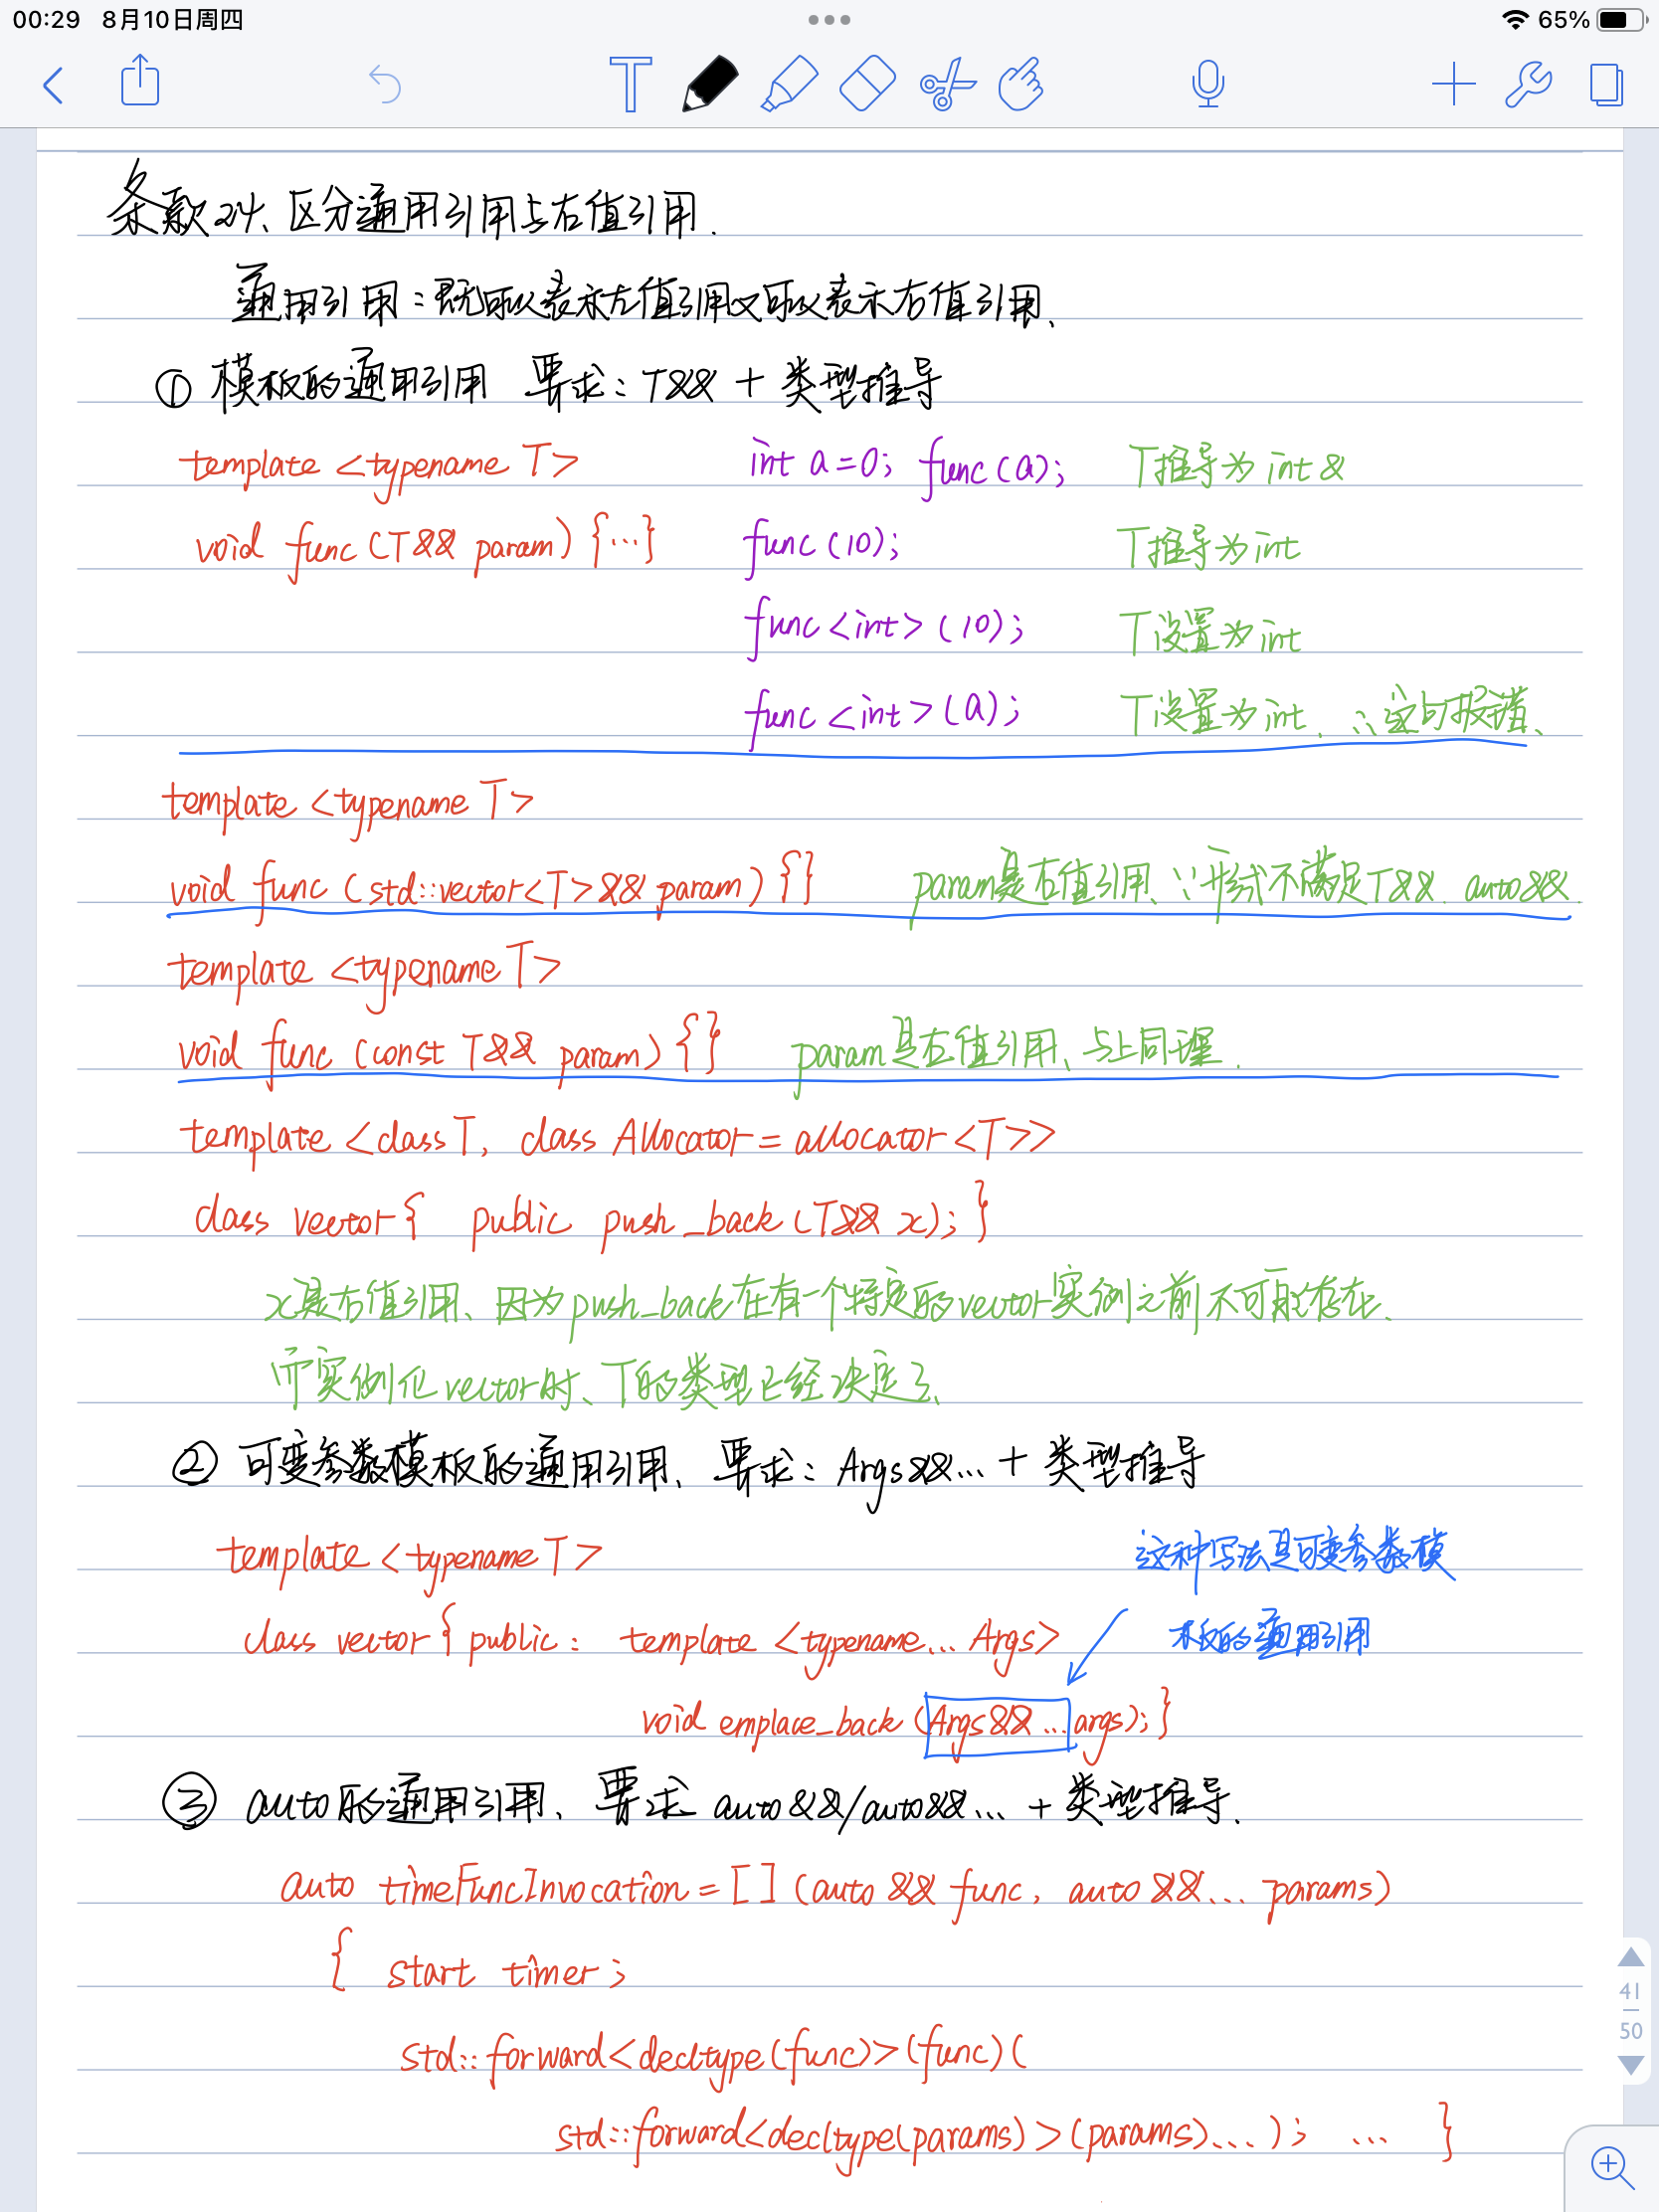 00:29 8月10日周四
65%
条款24、区分通用引用与右值引用.
通用引用：既可以表示左值引用又可以表示右值引用、
① 模板的通用引用 要求：T&& + 类型推导
template <typename T> int a=0; func(a); T推导为int &
void func (T&& param) {...} func(10); T推导为int
func<int>(10); T设置为int
func<int>(a); T设置为int. ∴这句报错、
template <typename T>
void func (std::vector<T>&& param) {} param是右值引用、∵形式不满足T&&. auto&&.
template <typename T>
void func (const T&& param) {} param是右值引用、与上同理.
template <class T, class Allocator = allocator<T>>
class vector{ public push_back (T&& x); }
x是右值引用、因为push_back在有一个特定的vector实例之前不可能存在、
而实例化vector时、T的类型已经决定了、
② 可变参数模板的通用引用、要求：Args&&... + 类型推导
template <typename T> 这种写法是可变参数模
class vector{ public: template <typename... Args> 板的通用引用
void emplace_back (Args&&...args); }
③ auto的通用引用、要求 auto&&/auto&&... + 类型推导.
auto timeFuncInvocation = [] (auto && func, auto &&... params)
{ start timer;
std::forward<decltype(func)>(func)(
std::forward<decltype(params)>(params)...); ... }
41
50